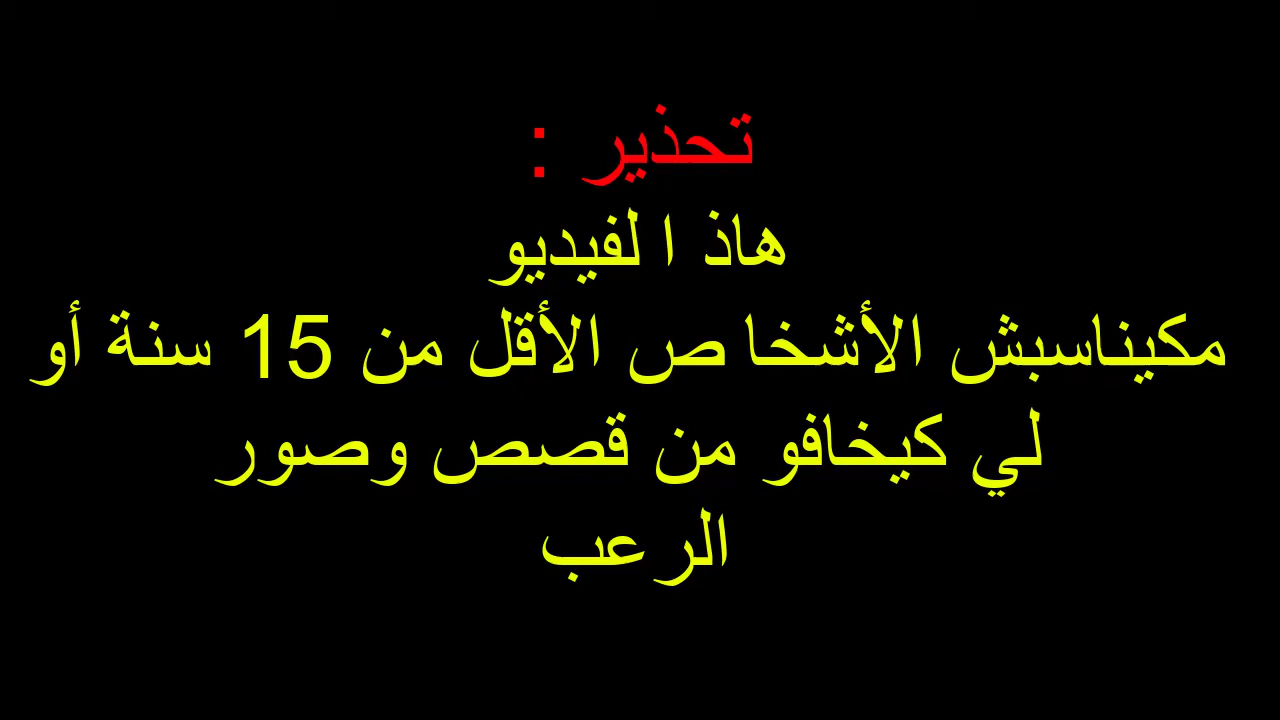 تحذير :
هاذ ا لفيديو
مكيناسبش الأشخا ص الأقل من 15 سنة أو
لي كيخافو من قصص وصور
الرعب